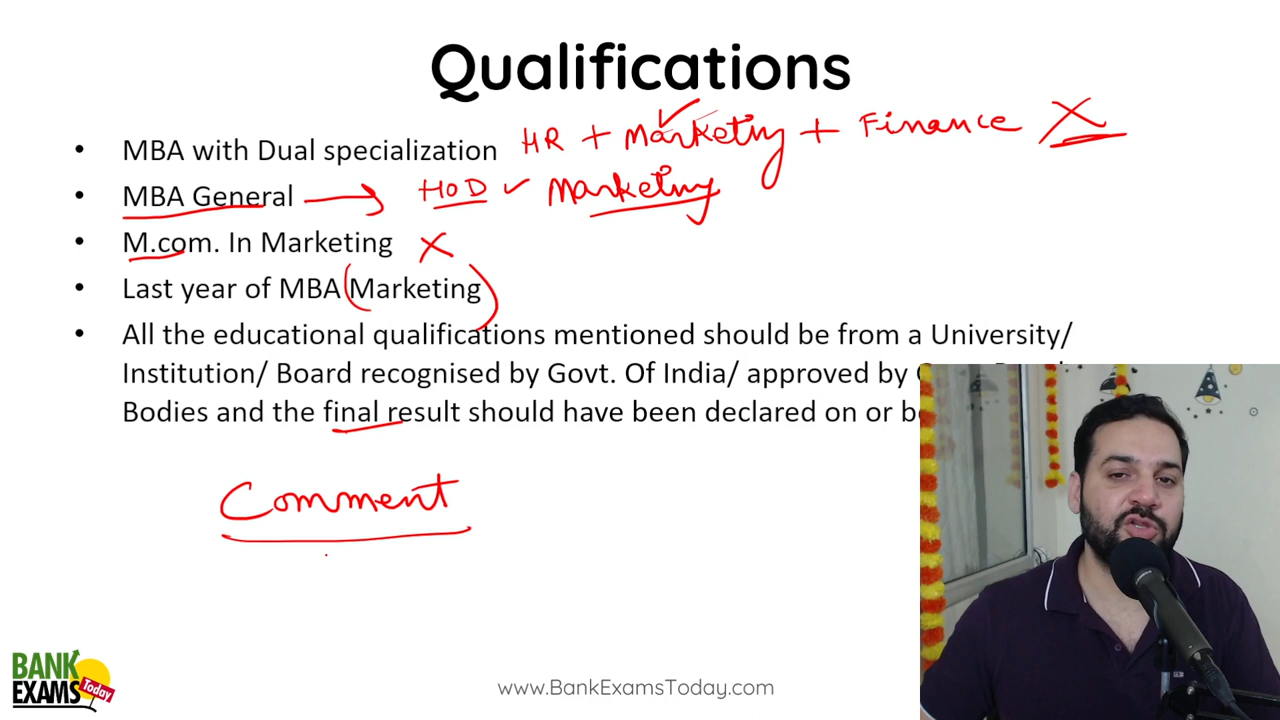 Qualifications
• MBA with Dual specialization HR + Marketing + Finance X
• MBA General → HOD ✓ Marketing
• M.com. In Marketing X
• Last year of MBA (Marketing)
• All the educational qualifications mentioned should be from a University/
Institution/ Board recognised by Govt. Of India/ approved by
Bodies and the final result should have been declared on or
Comment
BANK
EXAMS
Today
www.BankExamsToday.com